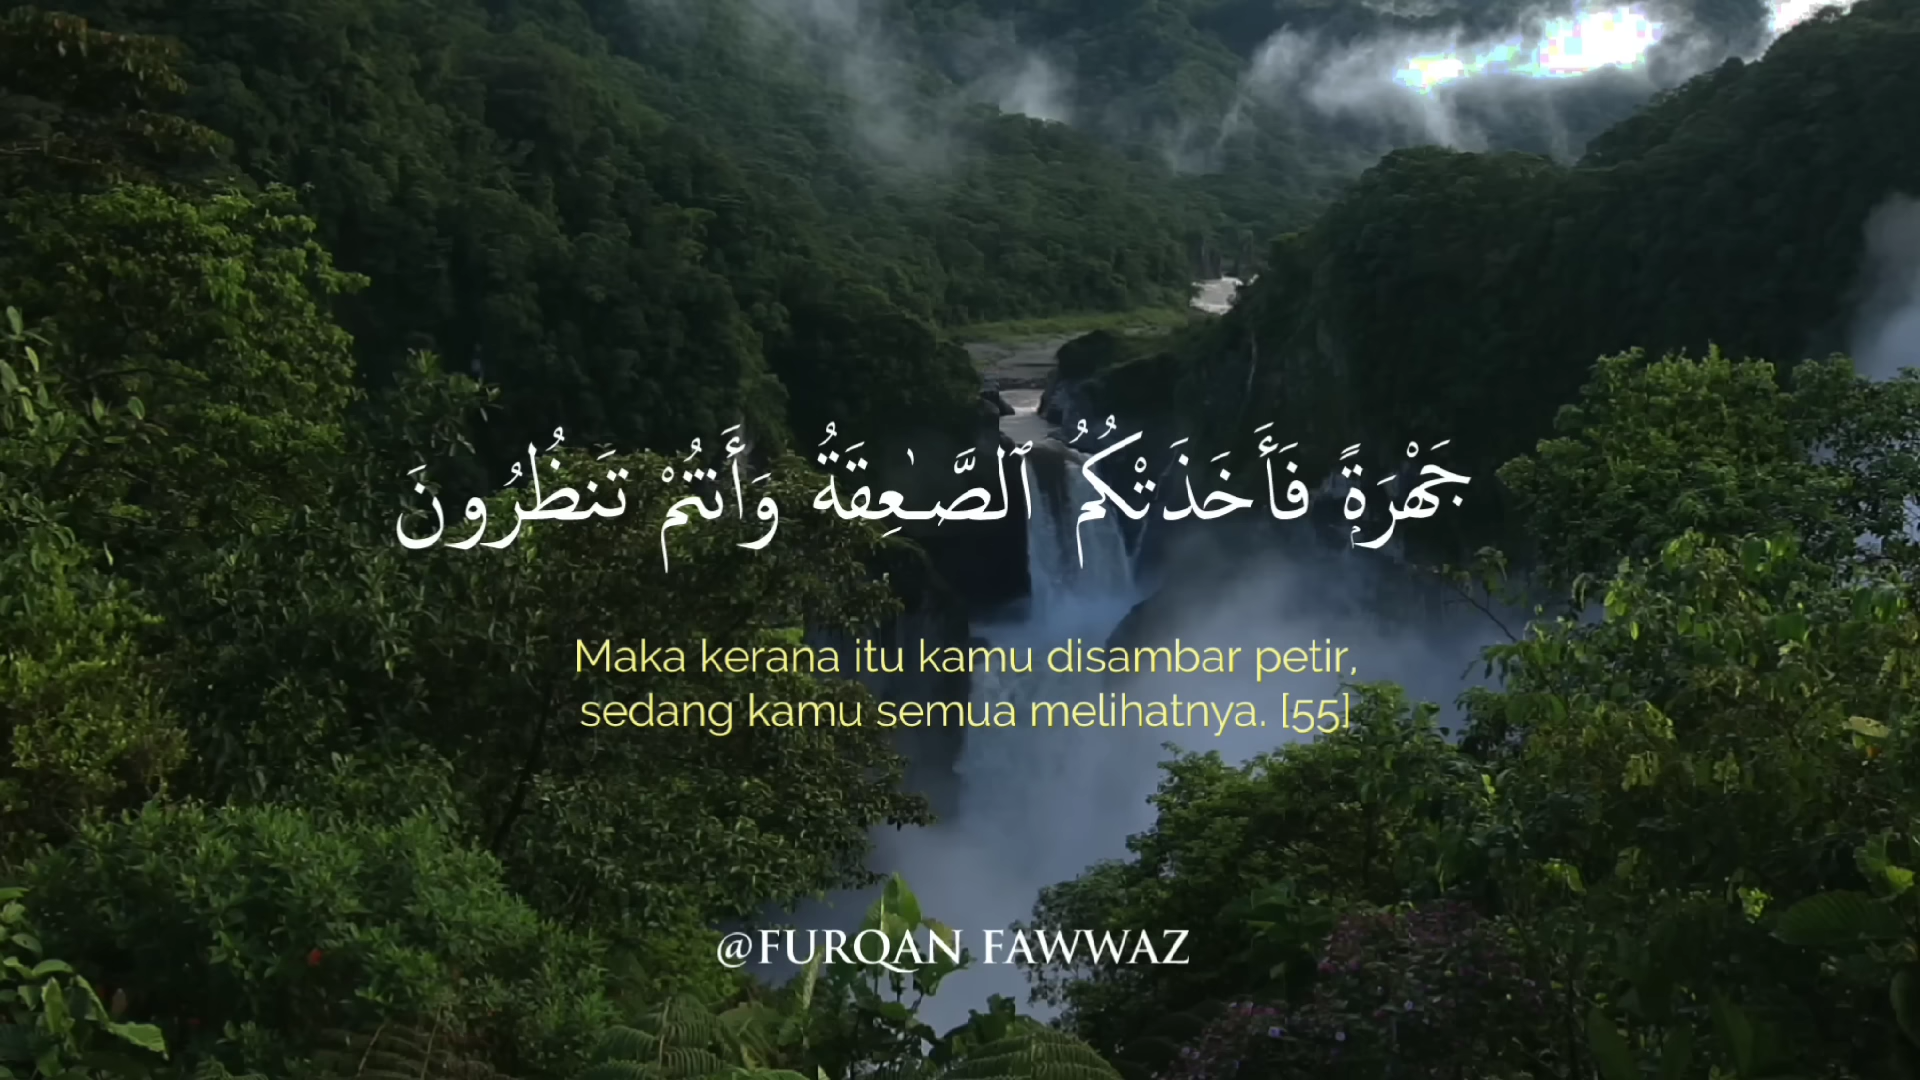 جَهْرَةًۭ فَأَخَذَتْكُمُ ٱلصَّـٰعِقَةُ وَأَنتُمْ تَنظُرُونَ
Maka kerana itu kamu disambar petir,
sedang kamu semua melihatnya. [55]
@FURQAN FAWWAZ